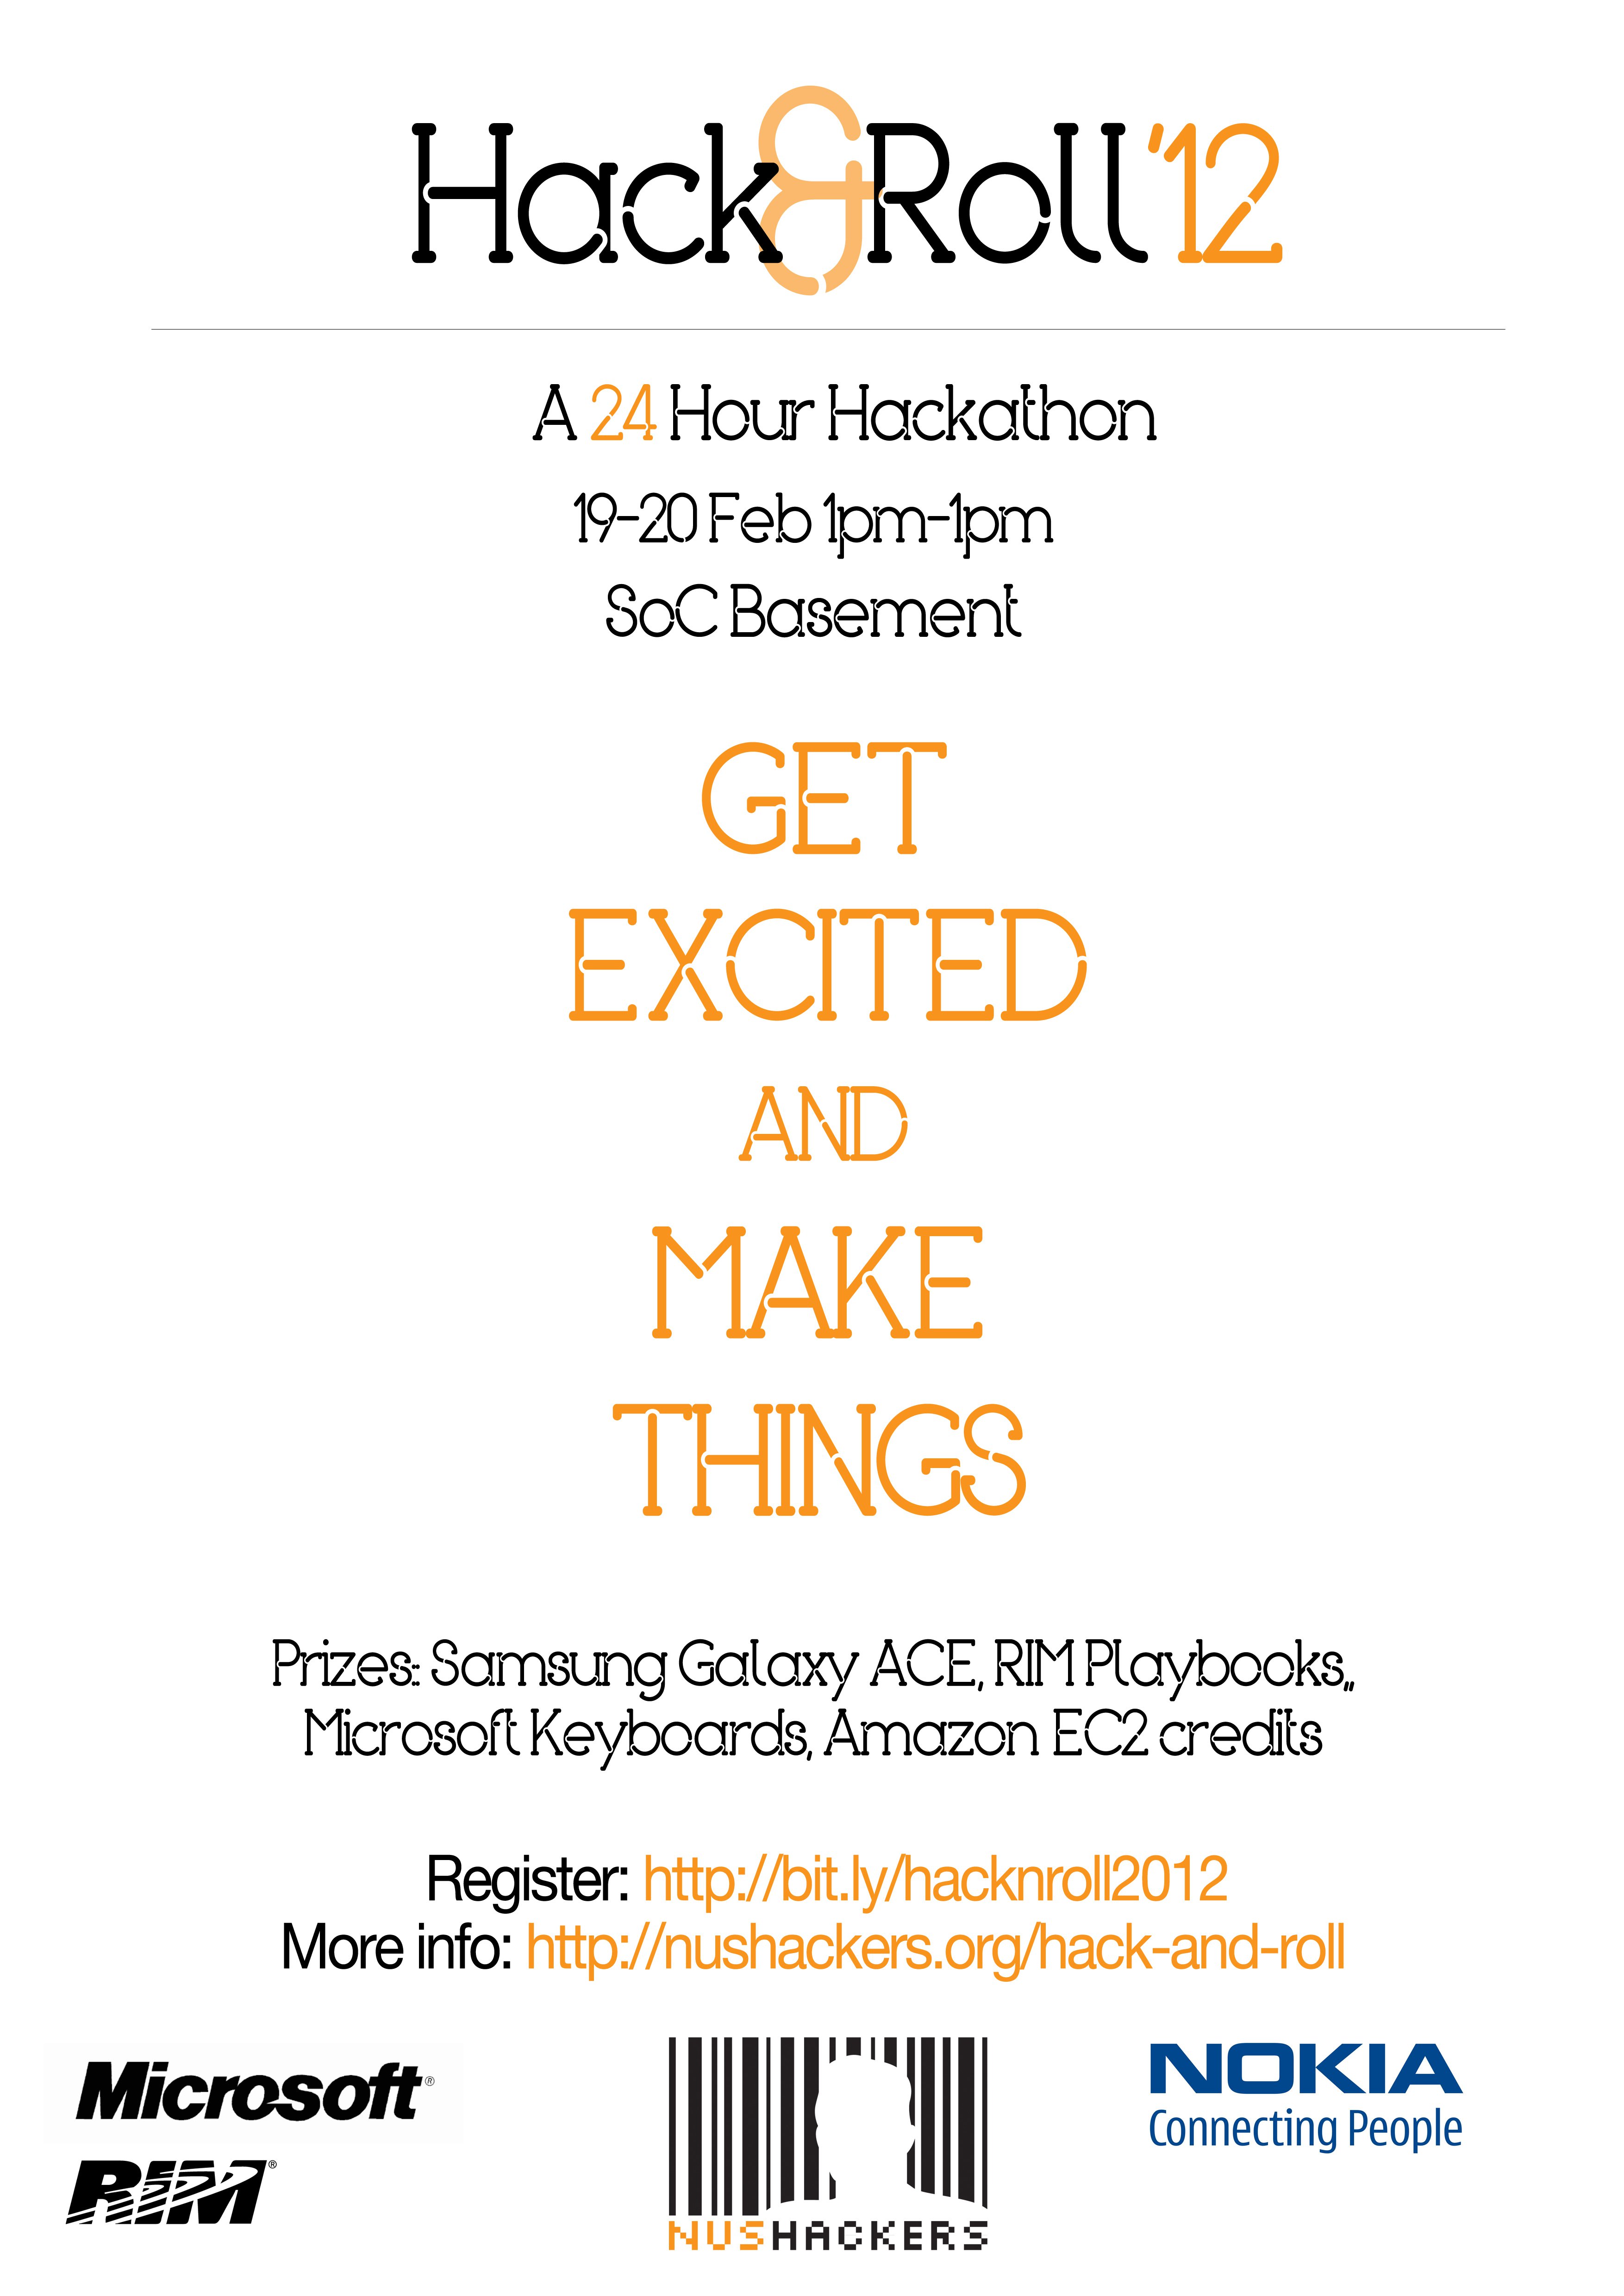 Hack&Roll'12
A 24 Hour Hackathon
19-20 Feb 1pm-1pm
SoC Basement
GET
EXCITED
AND
MAKE
THINGS
Prizes: Samsung Galaxy ACE, RIM Playbooks,,
Microsoft Keyboards, Amazon EC2 credits
Register: http://bit.ly/hacknroll2012
More info: http://nushackers.org/hack-and-roll
Microsoft®
RIM®
NUSHACKERS
NOKIA
Connecting People